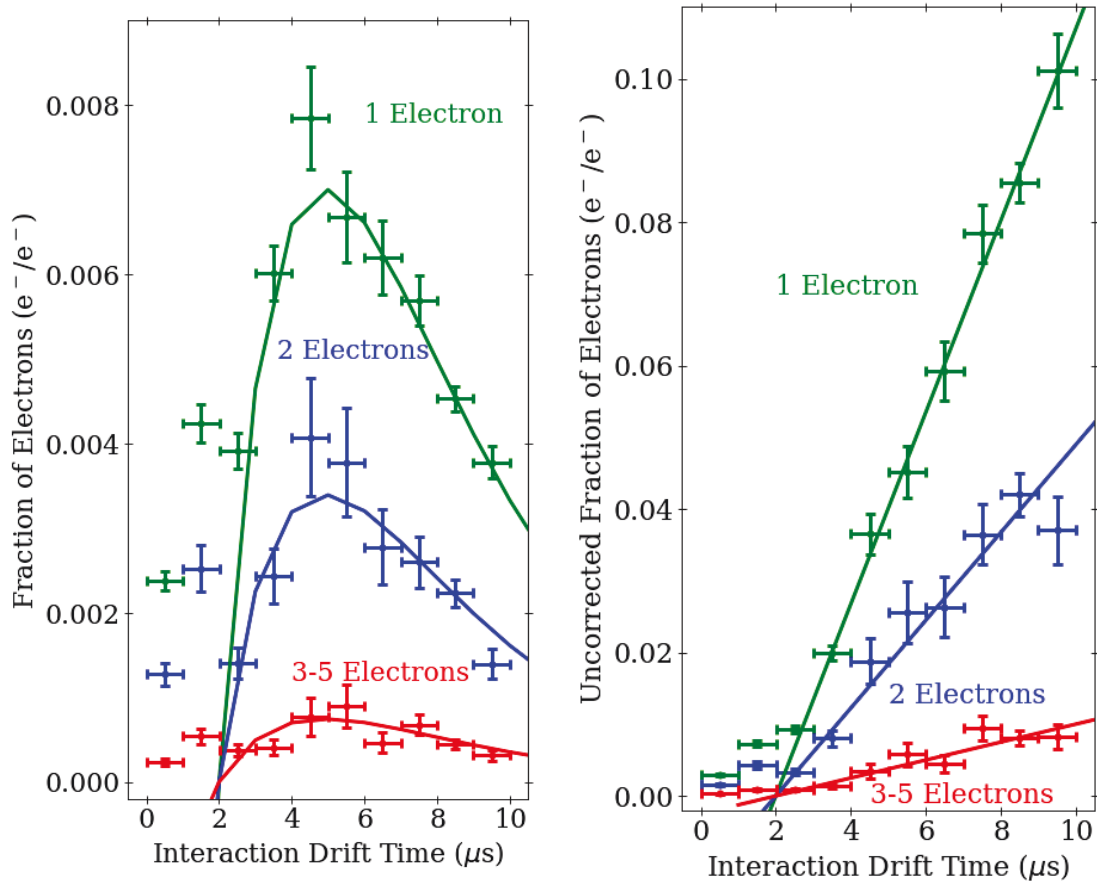 Fraction of Electrons (e⁻/e⁻)
0.008
0.006
0.004
0.002
0.000
1 Electron
2 Electrons
3-5 Electrons
0 2 4 6 8 10
Interaction Drift Time (μs)
Uncorrected Fraction of Electrons (e⁻/e⁻)
0.10
0.08
0.06
0.04
0.02
0.00
1 Electron
2 Electrons
3-5 Electrons
0 2 4 6 8 10
Interaction Drift Time (μs)